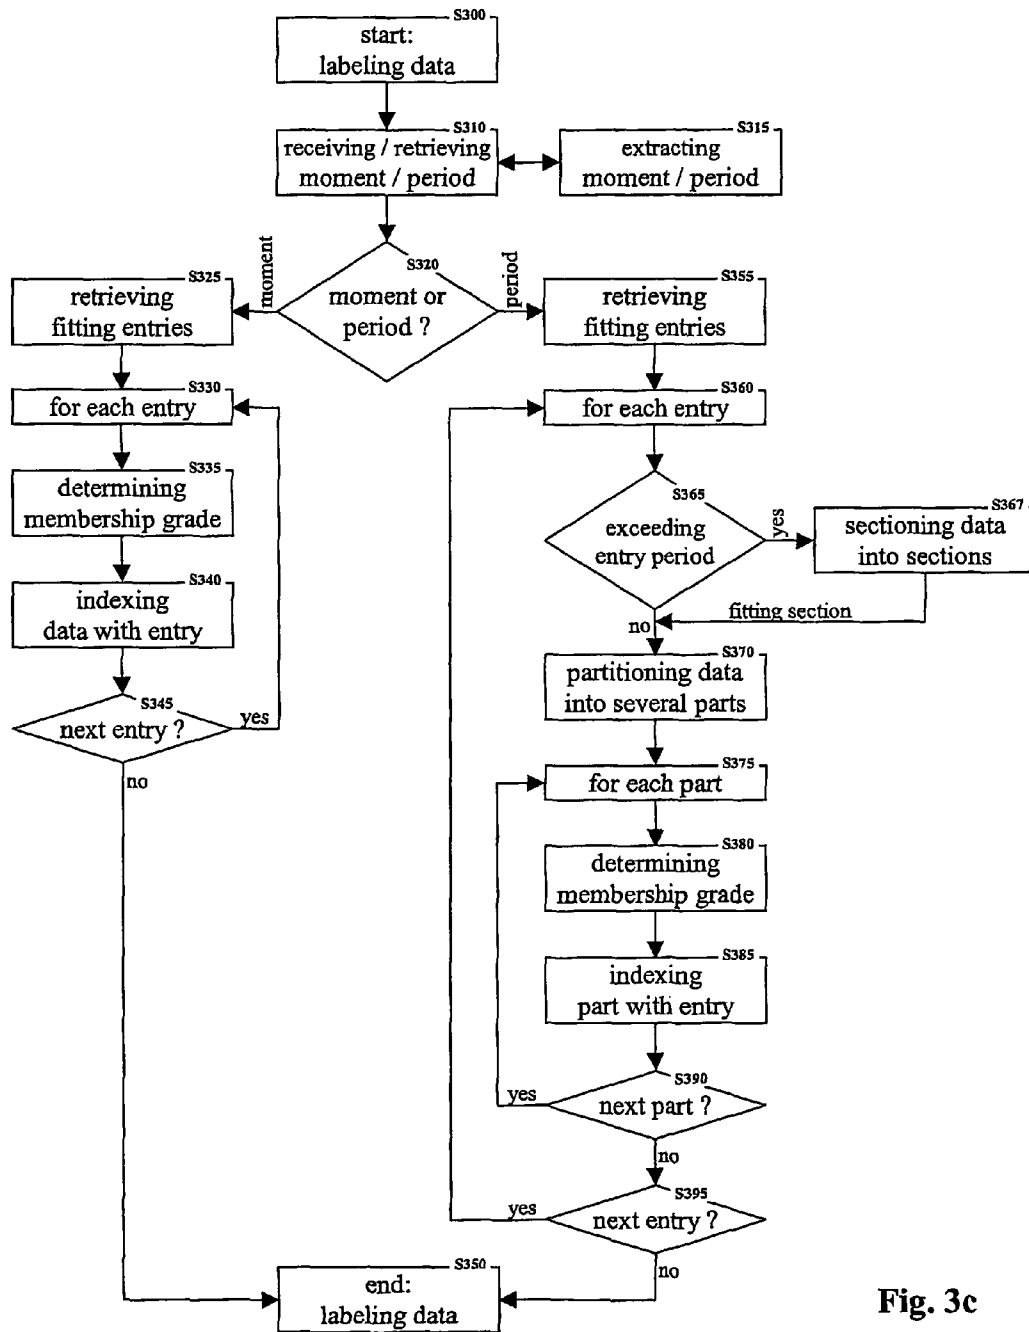 S300
start:
labeling data
S310
receiving / retrieving
moment / period
S315
extracting
moment / period
S320
moment or
period ?
moment
period
S325
retrieving
fitting entries
S330
for each entry
S335
determining
membership grade
S340
indexing
data with entry
S345
next entry ?
yes
no
S355
retrieving
fitting entries
S360
for each entry
S365
exceeding
entry period
yes
S367
sectioning data
into sections
no
fitting section
S370
partitioning data
into several parts
S375
for each part
S380
determining
membership grade
S385
indexing
part with entry
S390
next part ?
yes
no
S395
next entry ?
yes
no
S350
end:
labeling data
Fig. 3c